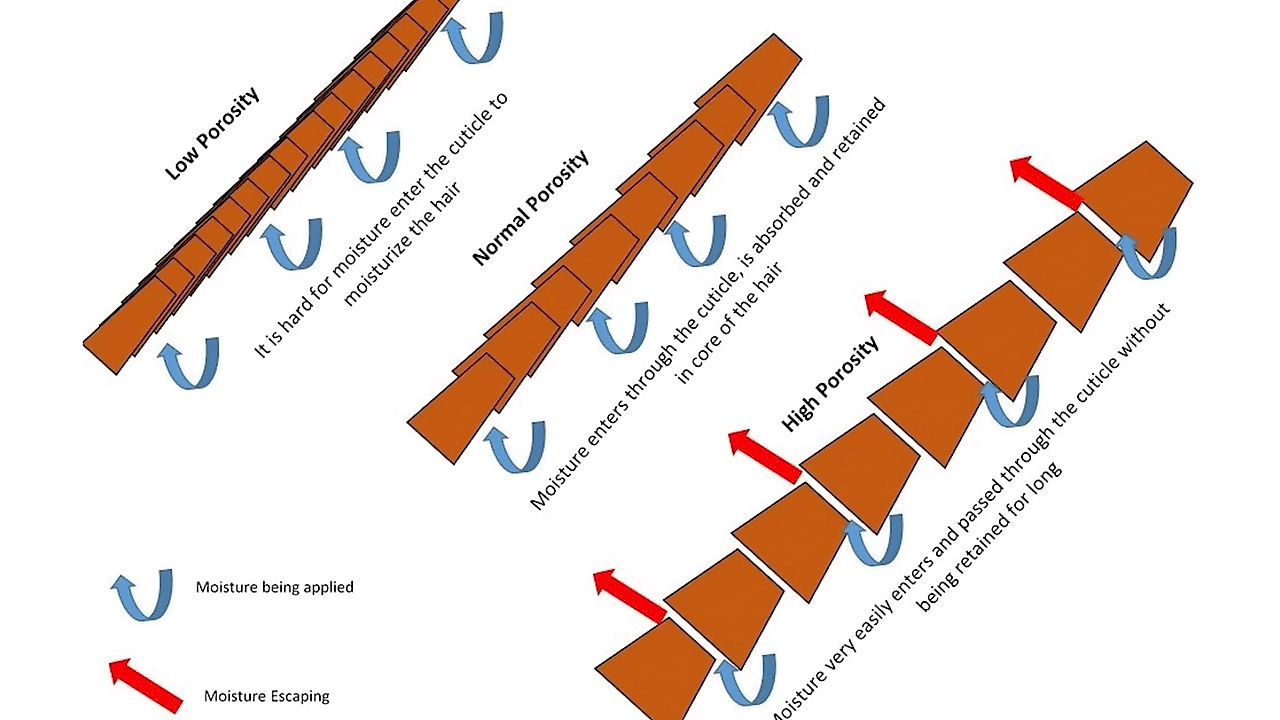 Low Porosity
It is hard for moisture enter the cuticle to
moisturize the hair
Normal Porosity
Moisture enters through the cuticle, is absorbed and retained
in core of the hair
High Porosity
Moisture very easily enters and passed through the cuticle without
being retained for long
Moisture being applied
Moisture Escaping